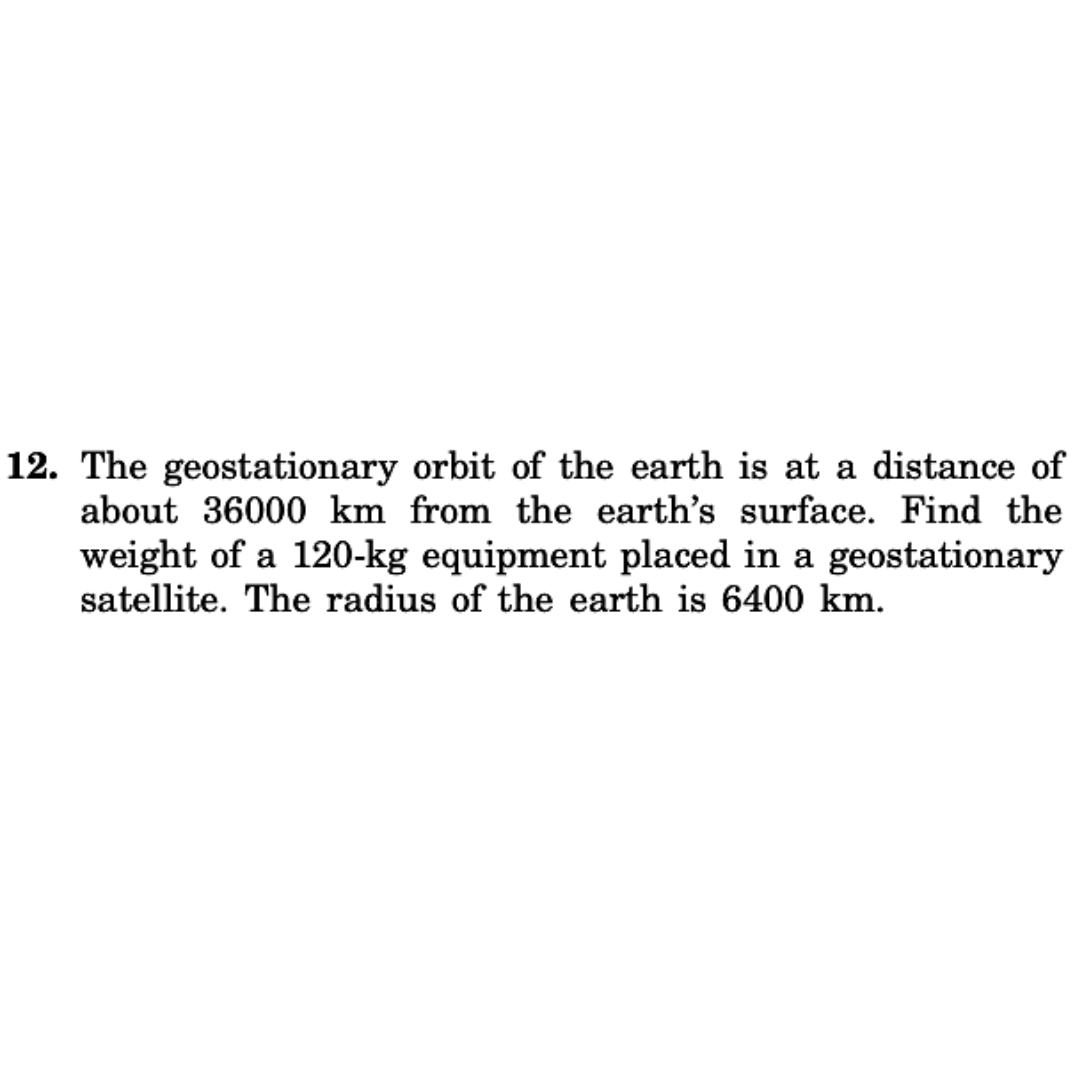 12. The geostationary orbit of the earth is at a distance of
about 36000 km from the earth's surface. Find the
weight of a 120-kg equipment placed in a geostationary
satellite. The radius of the earth is 6400 km.